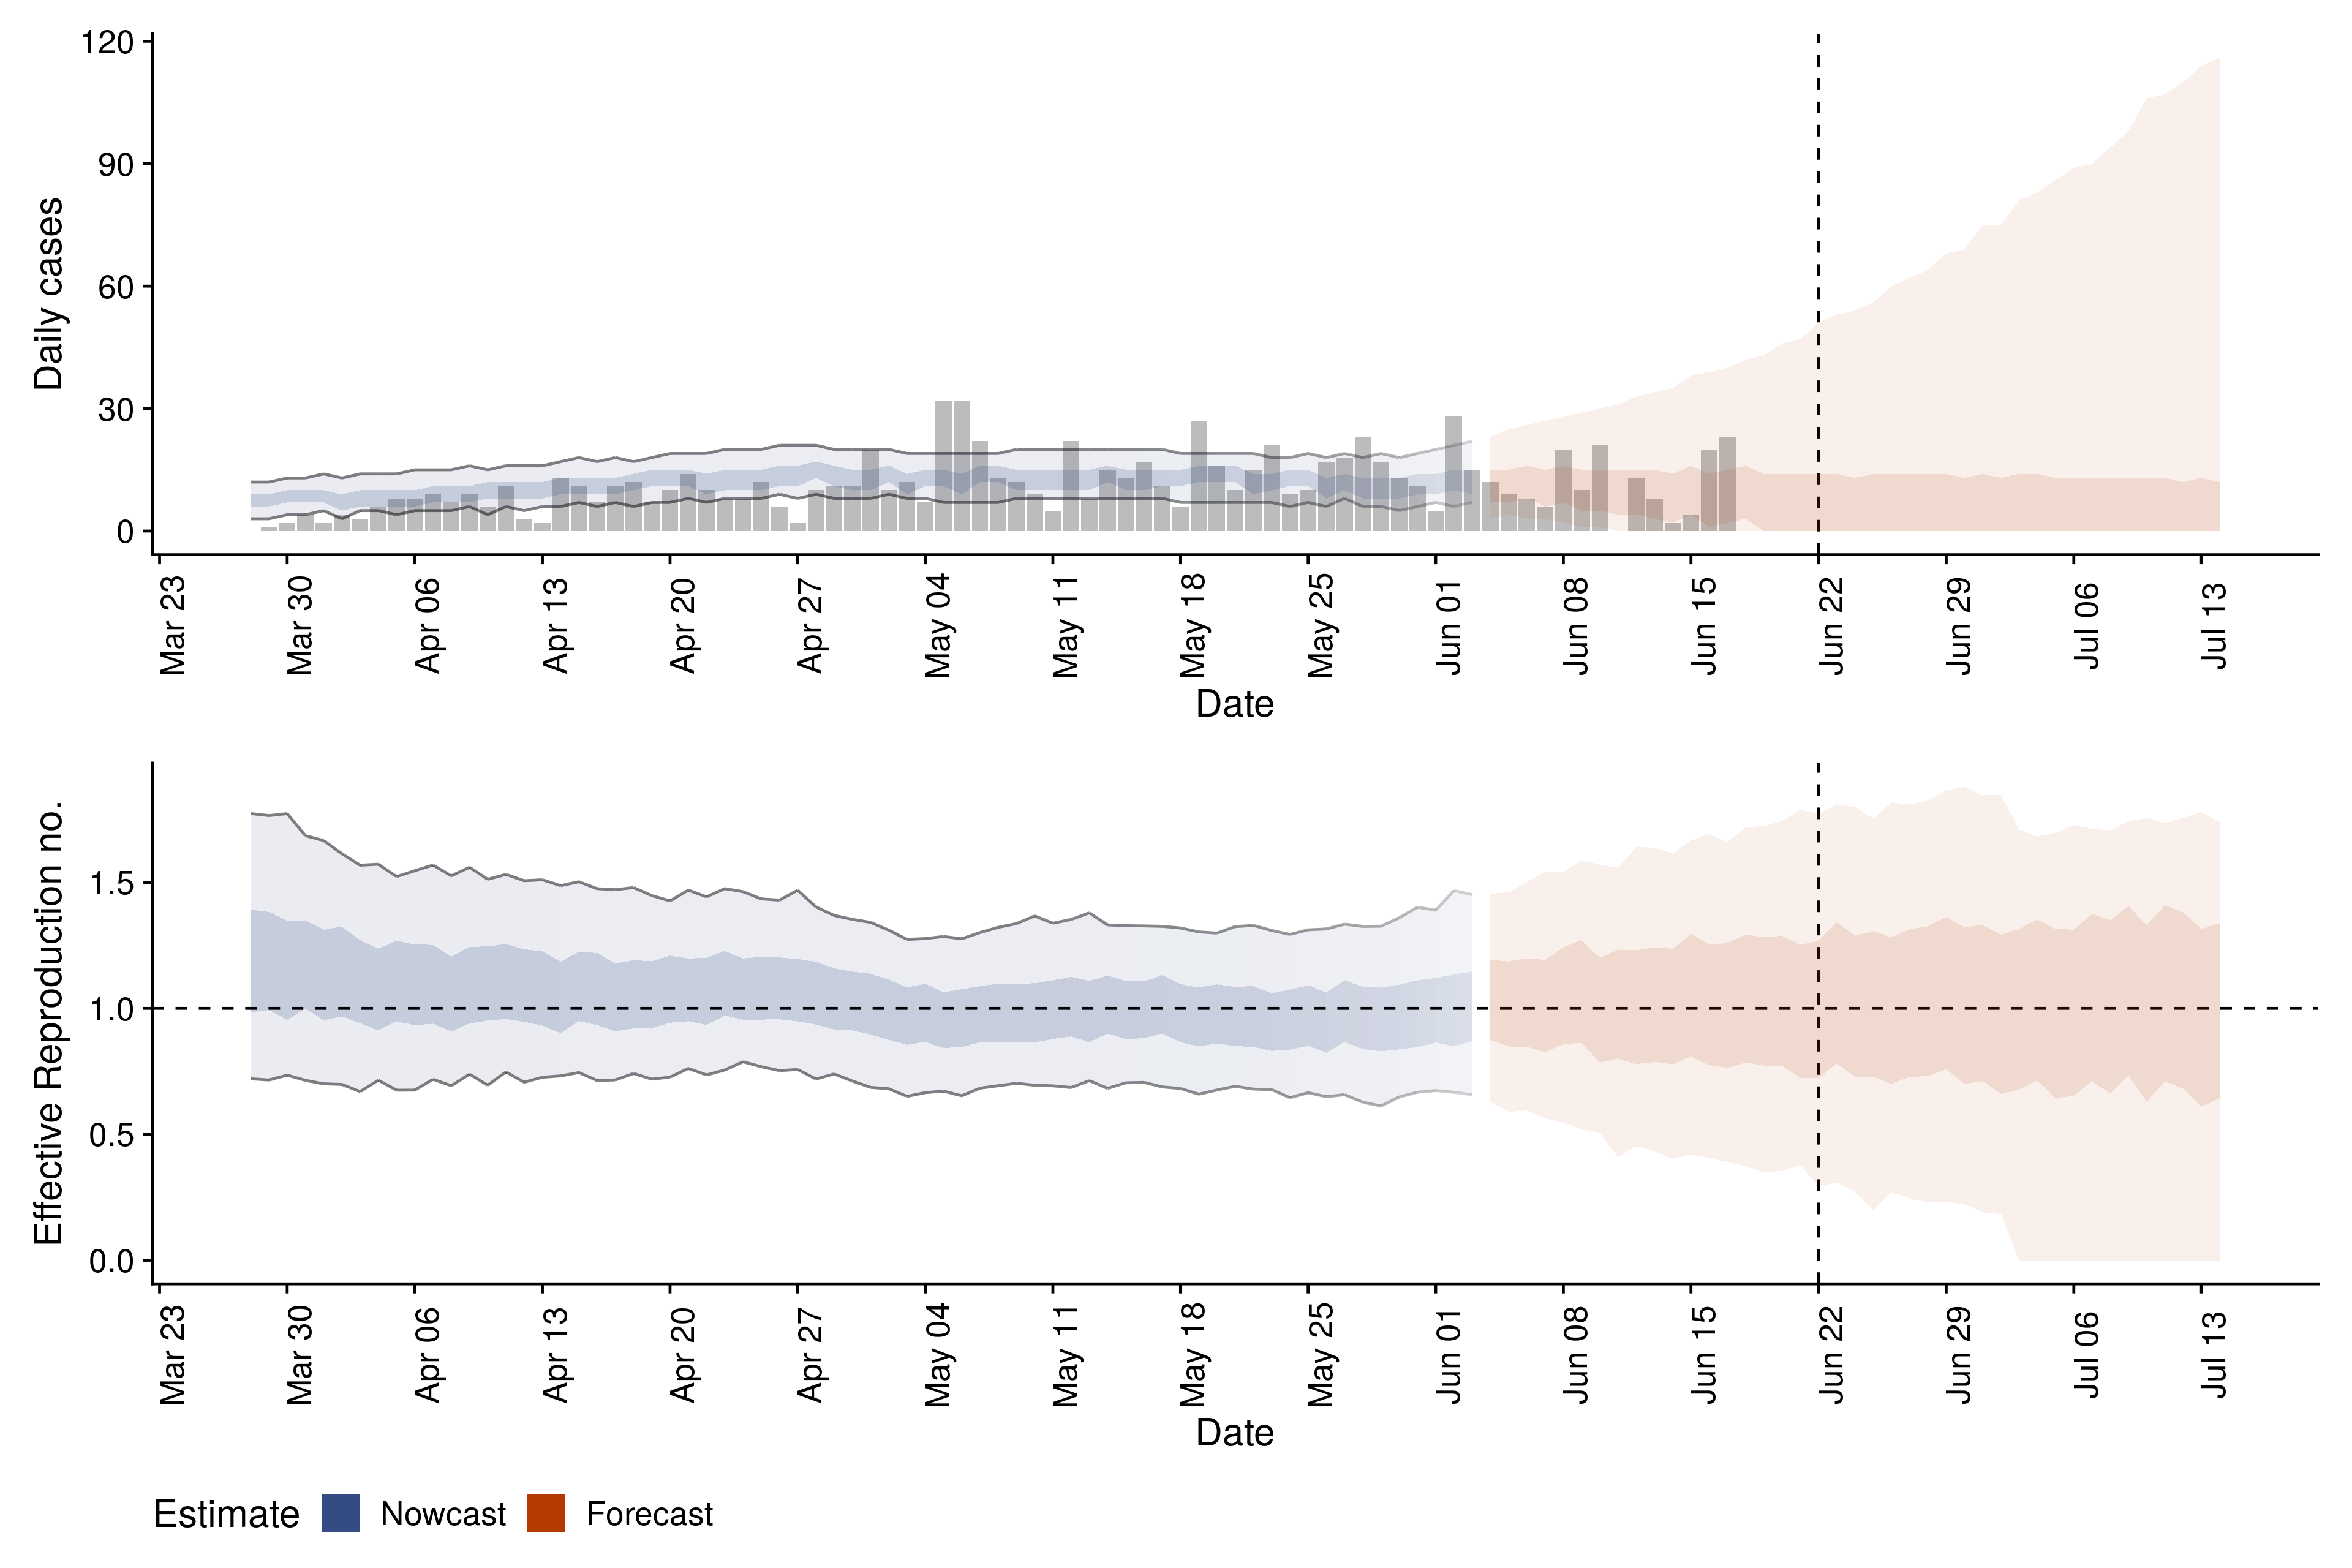 Daily cases
120
90
60
30
0
Mar 23 Mar 30 Apr 06 Apr 13 Apr 20 Apr 27 May 04 May 11 May 18 May 25 Jun 01 Jun 08 Jun 15 Jun 22 Jun 29 Jul 06 Jul 13
Date
Effective Reproduction no.
1.5
1.0
0.5
0.0
Mar 23 Mar 30 Apr 06 Apr 13 Apr 20 Apr 27 May 04 May 11 May 18 May 25 Jun 01 Jun 08 Jun 15 Jun 22 Jun 29 Jul 06 Jul 13
Date
Estimate Nowcast Forecast